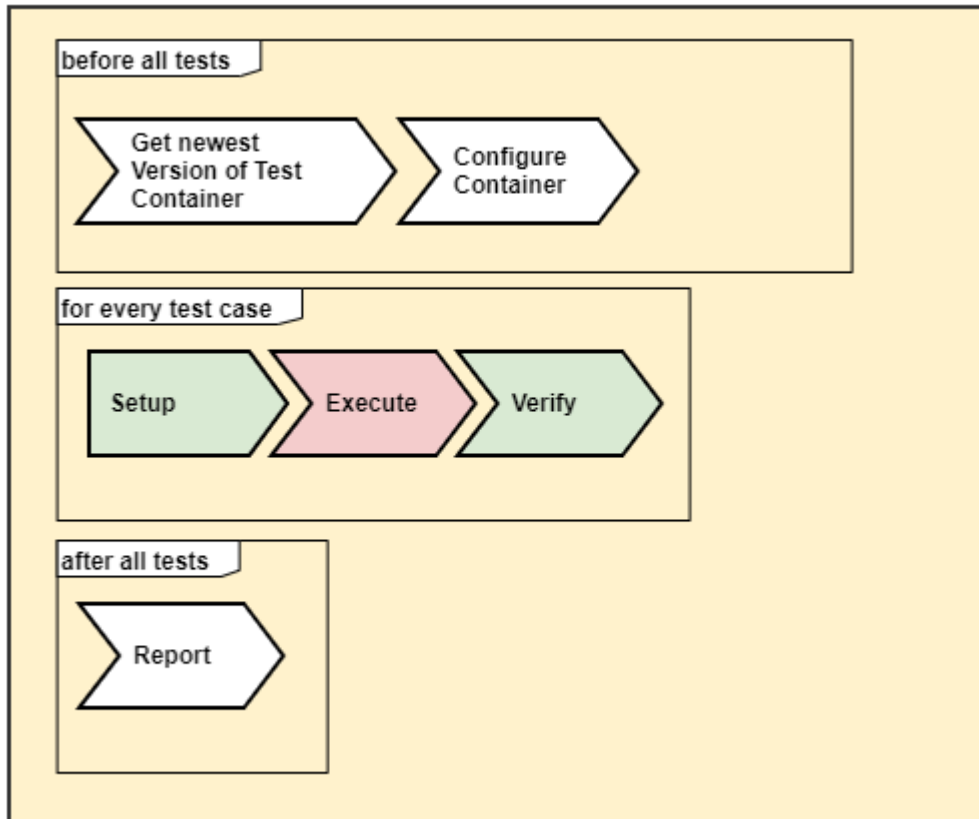 before all tests
Get newest
Version of Test
Container
Configure
Container
for every test case
Setup
Execute
Verify
after all tests
Report